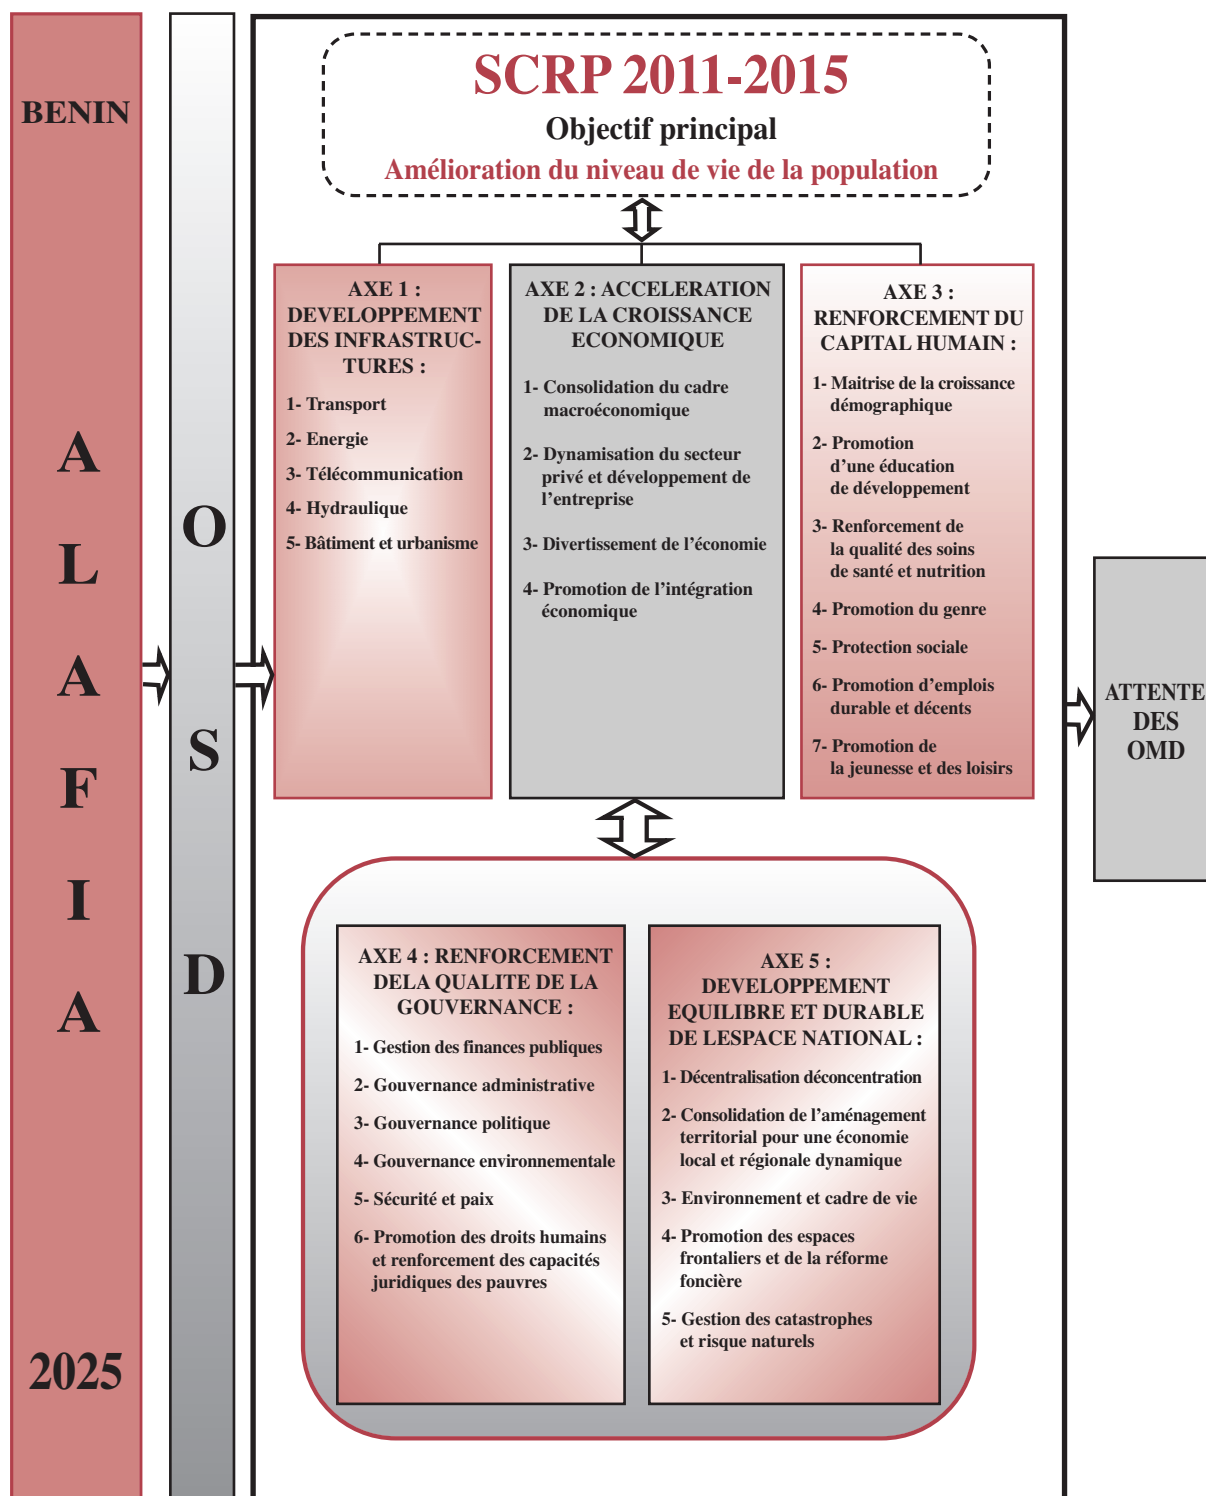 BENIN
A
L
A
F
I
A
2025
O
S
D
SCRP 2011-2015
Objectif principal
Amélioration du niveau de vie de la population
AXE 1 :
DEVELOPPEMENT
DES INFRASTRUC-
TURES :
1- Transport
2- Energie
3- Télécommunication
4- Hydraulique
5- Bâtiment et urbanisme
AXE 2 : ACCELERATION
DE LA CROISSANCE
ECONOMIQUE
1- Consolidation du cadre
macroéconomique
2- Dynamisation du secteur
privé et développement de
l’entreprise
3- Divertissement de l’économie
4- Promotion de l’intégration
économique
AXE 3 :
RENFORCEMENT DU
CAPITAL HUMAIN :
1- Maitrise de la croissance
démographique
2- Promotion
d’une éducation
de développement
3- Renforcement de
la qualité des soins
de santé et nutrition
4- Promotion du genre
5- Protection sociale
6- Promotion d’emplois
durable et décents
7- Promotion de
la jeunesse et des loisirs
AXE 4 : RENFORCEMENT
DELA QUALITE DE LA
GOUVERNANCE :
1- Gestion des finances publiques
2- Gouvernance administrative
3- Gouvernance politique
4- Gouvernance environnementale
5- Sécurité et paix
6- Promotion des droits humains
et renforcement des capacités
juridiques des pauvres
AXE 5 :
DEVELOPPEMENT
EQUILIBRE ET DURABLE
DE LESPACE NATIONAL :
1- Décentralisation déconcentration
2- Consolidation de l’aménagement
territorial pour une économie
local et régionale dynamique
3- Environnement et cadre de vie
4- Promotion des espaces
frontaliers et de la réforme
foncière
5- Gestion des catastrophes
et risque naturels
ATTENTE
DES
OMD